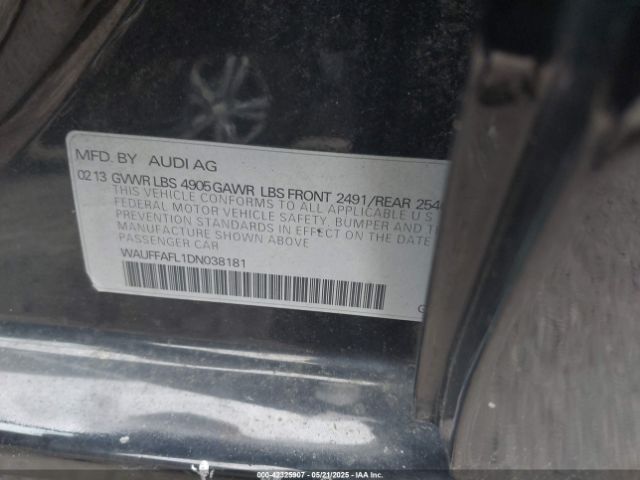 MFD. BY AUDI AG
02 13 GVWR LBS 4905 GAWR LBS FRONT 2491/REAR 254
THIS VEHICLE CONFORMS TO ALL APPLICABLE U S
FEDERAL MOTOR VEHICLE SAFETY, BUMPER AND
PREVENTION STANDARDS IN EFFECT ON THE DATE
MANUFACTURE SHOWN ABOVE
PASSENGER CAR
WAUFFAFL1DN038181
000-42325907 - 05/21/2025 - IAAI.COM